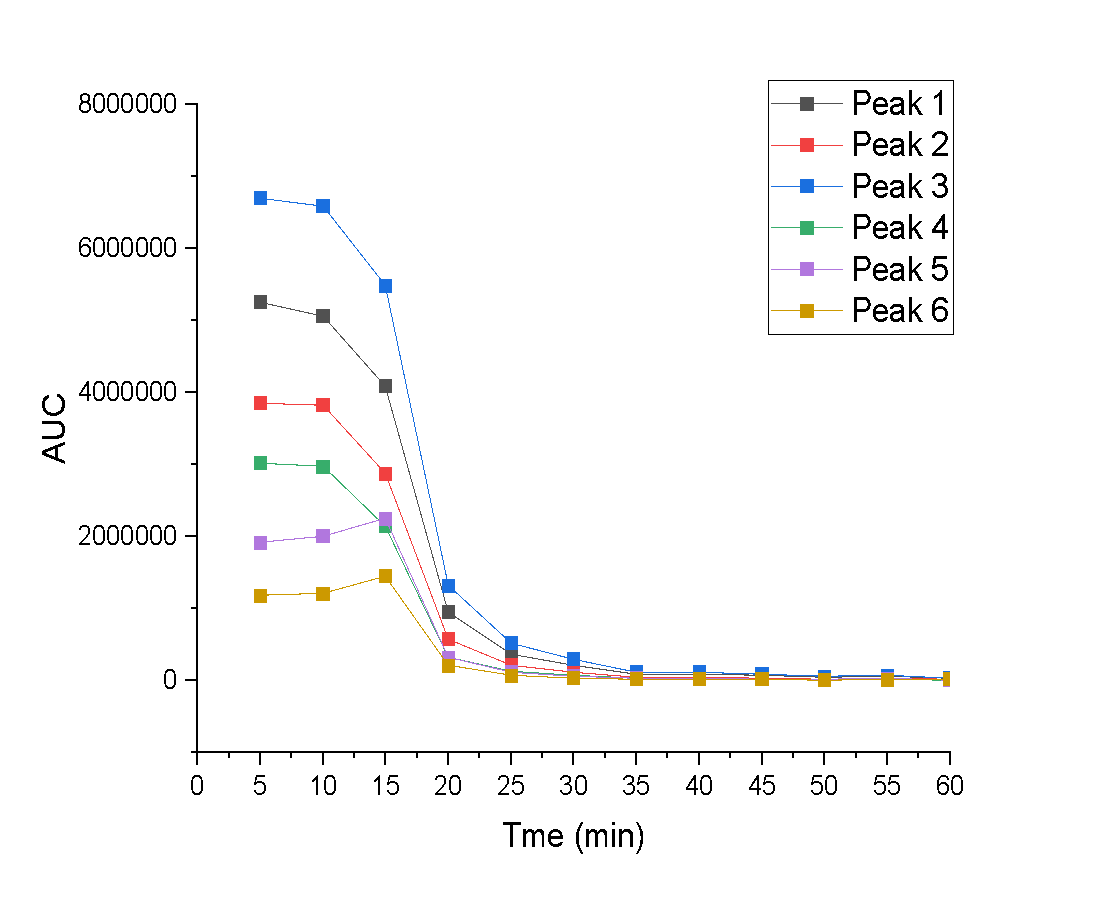 8000000
6000000
4000000
2000000
0
AUC
0 5 10 15 20 25 30 35 40 45 50 55 60
Tme (min)
Peak 1
Peak 2
Peak 3
Peak 4
Peak 5
Peak 6